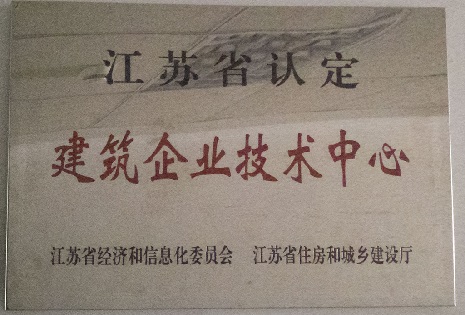 江苏省认定
建筑企业技术中心
江苏省经济和信息化委员会 江苏省住房和城乡建设厅